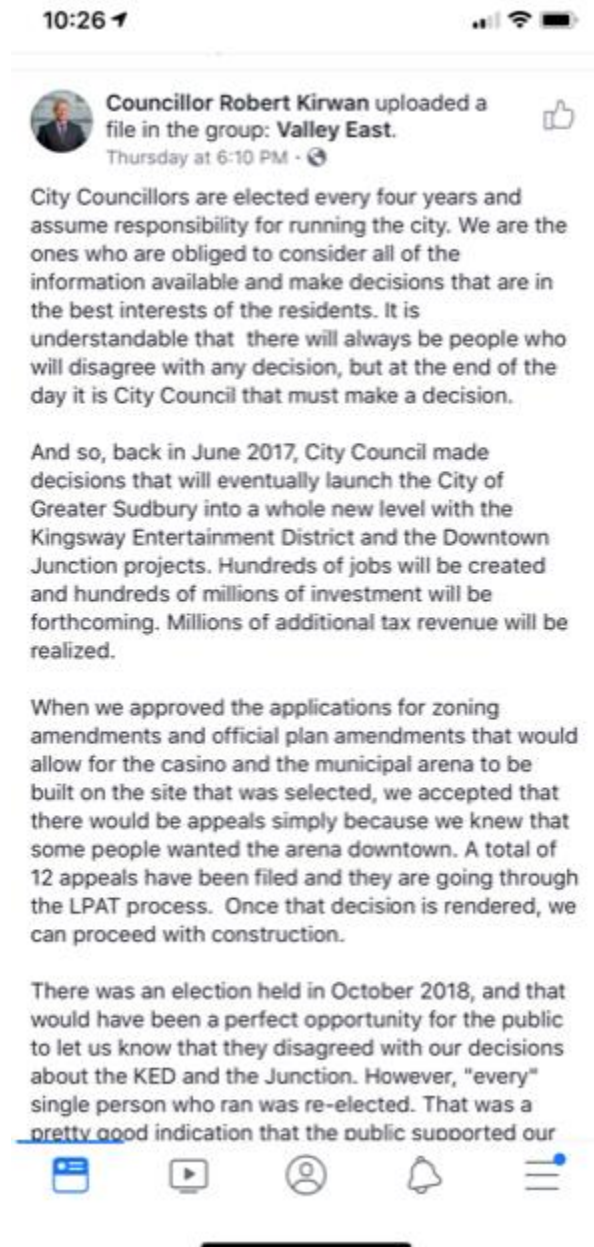 10:26
Councillor Robert Kirwan uploaded a
file in the group: Valley East.
Thursday at 6:10 PM ·
City Councillors are elected every four years and
assume responsibility for running the city. We are the
ones who are obliged to consider all of the
information available and make decisions that are in
the best interests of the residents. It is
understandable that  there will always be people who
will disagree with any decision, but at the end of the
day it is City Council that must make a decision.
And so, back in June 2017, City Council made
decisions that will eventually launch the City of
Greater Sudbury into a whole new level with the
Kingsway Entertainment District and the Downtown
Junction projects. Hundreds of jobs will be created
and hundreds of millions of investment will be
forthcoming. Millions of additional tax revenue will be
realized.
When we approved the applications for zoning
amendments and official plan amendments that would
allow for the casino and the municipal arena to be
built on the site that was selected, we accepted that
there would be appeals simply because we knew that
some people wanted the arena downtown. A total of
12 appeals have been filed and they are going through
the LPAT process.  Once that decision is rendered, we
can proceed with construction.
There was an election held in October 2018, and that
would have been a perfect opportunity for the public
to let us know that they disagreed with our decisions
about the KED and the Junction. However, "every"
single person who ran was re-elected. That was a
pretty good indication that the public supported our